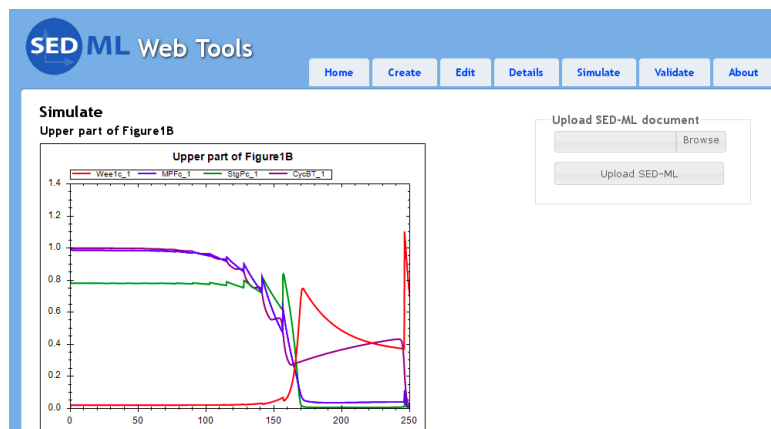 SED ML Web Tools
Home Create Edit Details Simulate Validate About
Simulate
Upper part of Figure1B
Upload SED-ML document
Browse
Upload SED-ML
Upper part of Figure1B
Wee1c_1 MPFc_1 StgPc_1 CycBT_1
1.4
1.2
1.0
0.8
0.6
0.4
0.2
0.0
0 50 100 150 200 250